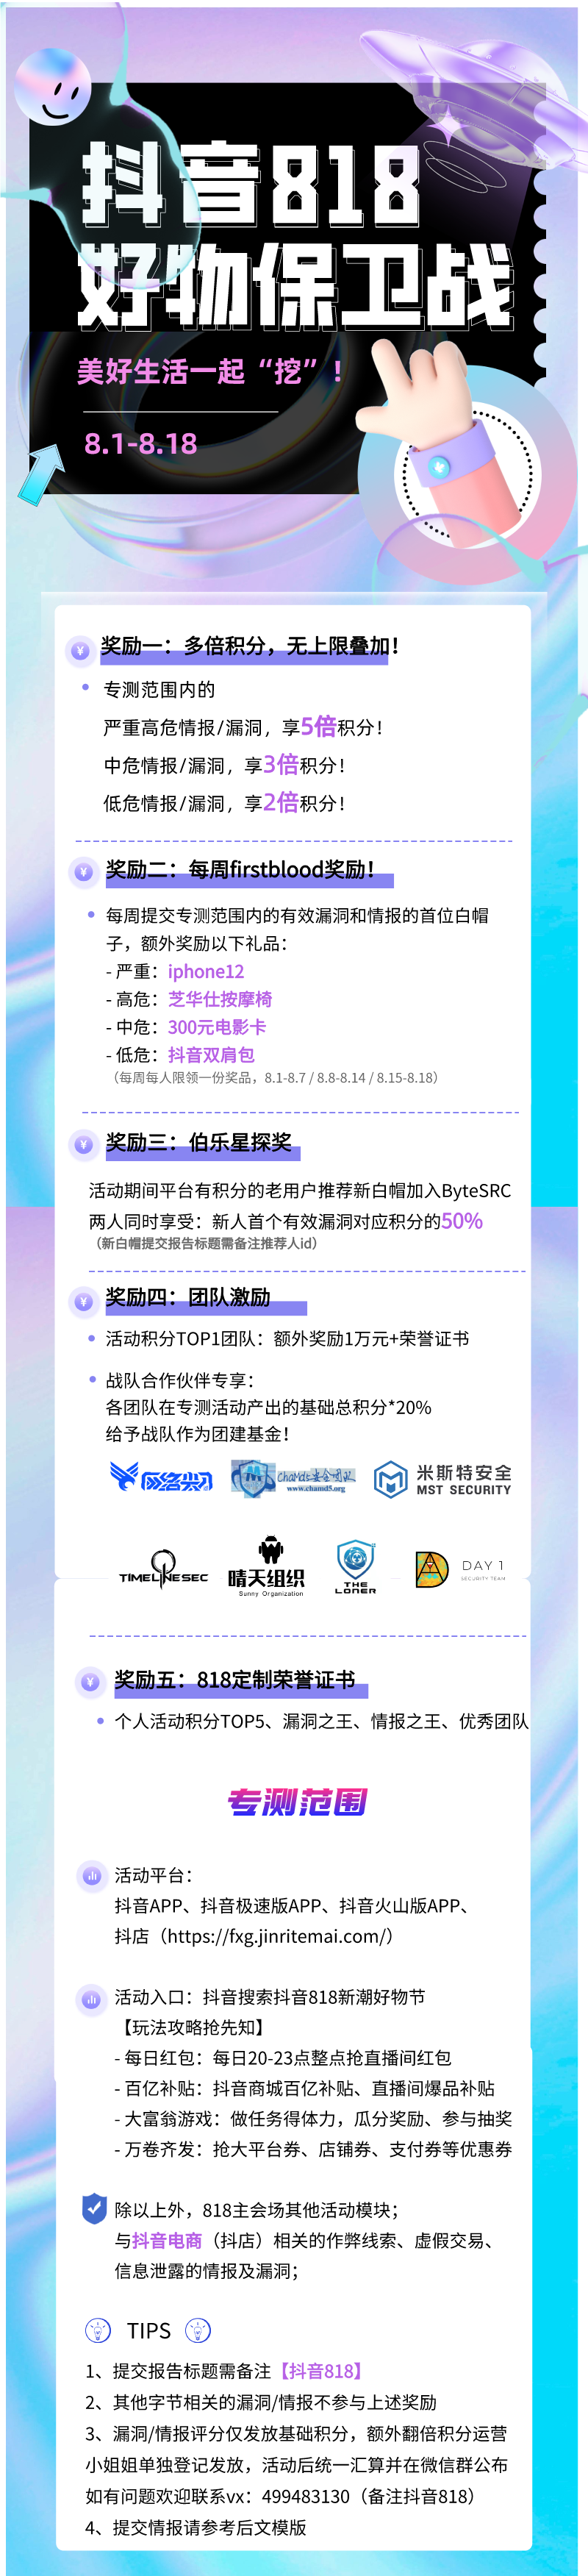 抖音818
好物保卫战
美好生活一起“挖”！
8.1-8.18
奖励一：多倍积分，无上限叠加！
专测范围内的
严重高危情报/漏洞，享5倍积分！
中危情报/漏洞，享3倍积分！
低危情报/漏洞，享2倍积分！
奖励二：每周firstblood奖励！
每周提交专测范围内的有效漏洞和情报的首位白帽
子，额外奖励以下礼品：
- 严重：iphone12
- 高危：芝华仕按摩椅
- 中危：300元电影卡
- 低危：抖音双肩包
（每周每人限领一份奖品，8.1-8.7 / 8.8-8.14 / 8.15-8.18）
奖励三：伯乐星探奖
活动期间平台有积分的老用户推荐新白帽加入ByteSRC
两人同时享受：新人首个有效漏洞对应积分的50%
（新白帽提交报告标题需备注推荐人id）
奖励四：团队激励
活动积分TOP1团队：额外奖励1万元+荣誉证书
战队合作伙伴专享：
各团队在专测活动产出的基础总积分*20%
给予战队作为团建基金！
网络尖刀
chaMd5安全团队
www.chamd5.org
米斯特安全
MST SECURITY
TIMELINESEC
晴天组织
Sunny Organization
THE
LONER
DAY 1
SECURITY TEAM
奖励五：818定制荣誉证书
个人活动积分TOP5、漏洞之王、情报之王、优秀团队
专测范围
活动平台：
抖音APP、抖音极速版APP、抖音火山版APP、
抖店（https://fxg.jinritemai.com/）
活动入口：抖音搜索抖音818新潮好物节
【玩法攻略抢先知】
- 每日红包：每日20-23点整点抢直播间红包
- 百亿补贴：抖音商城百亿补贴、直播间爆品补贴
- 大富翁游戏：做任务得体力，瓜分奖励、参与抽奖
- 万卷齐发：抢大平台券、店铺券、支付券等优惠券
除以上外，818主会场其他活动模块；
与抖音电商（抖店）相关的作弊线索、虚假交易、
信息泄露的情报及漏洞；
TIPS
1、提交报告标题需备注【抖音818】
2、其他字节相关的漏洞/情报不参与上述奖励
3、漏洞/情报评分仅发放基础积分，额外翻倍积分运营
小姐姐单独登记发放，活动后统一汇算并在微信群公布
如有问题欢迎联系vx：499483130（备注抖音818）
4、提交情报请参考后文模版